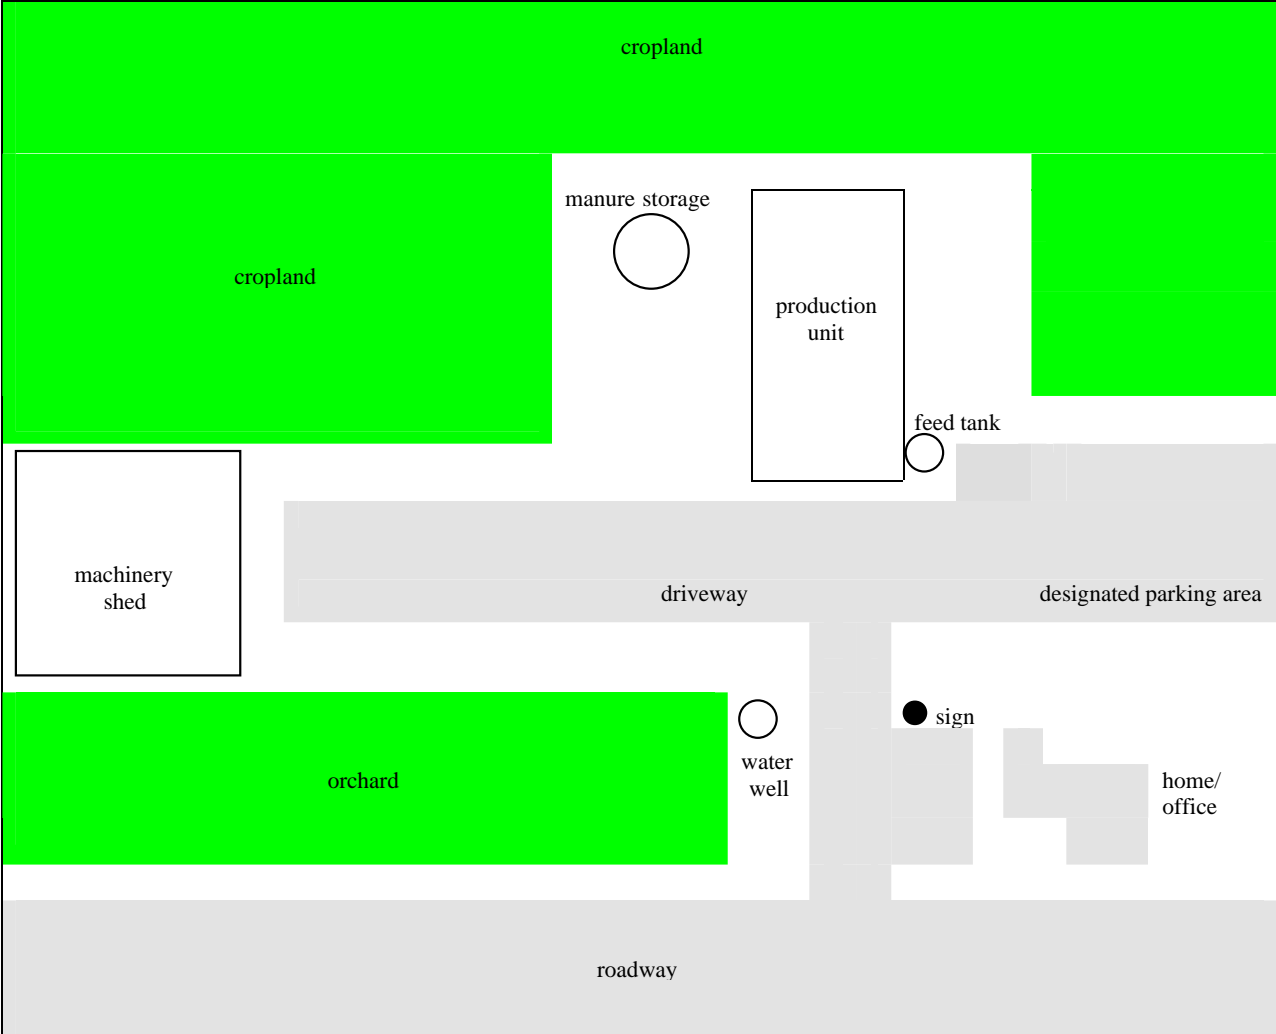 cropland
manure storage
cropland
production
unit
feed tank
machinery
shed
driveway
designated parking area
sign
water
well
orchard
home/
office
roadway